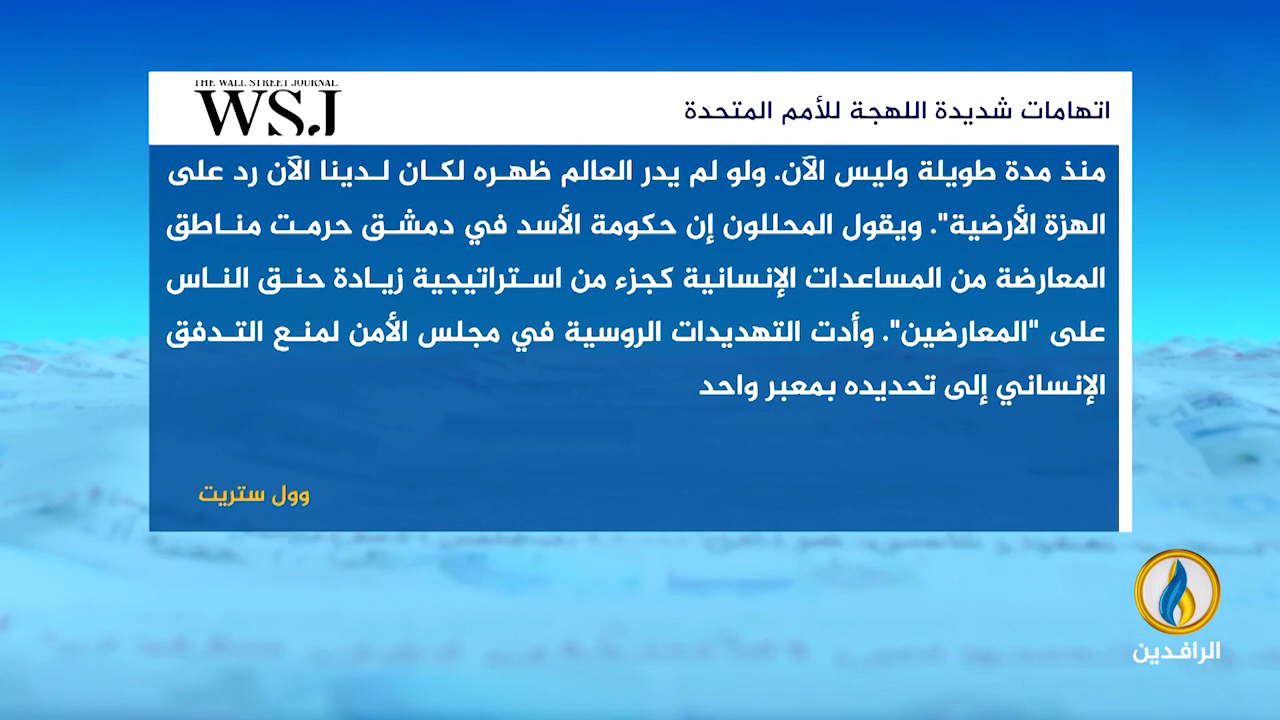 THE WALL STREET JOURNAL
WSJ
اتهامات شديدة اللهجة للأمم المتحدة
منذ مدة طويلة وليس الآن. ولو لم يدر العالم ظهره لكان لدينا الآن رد على
الهزة الأرضية". ويقول المحللون إن حكومة الأسد في دمشق حرمت مناطق
المعارضة من المساعدات الإنسانية كجزء من استراتيجية زيادة حنق الناس
على "المعارضين". وأدت التهديدات الروسية في مجلس الأمن لمنع التدفق
الإنساني إلى تحديده بمعبر واحد
وول ستريت
الرافدين